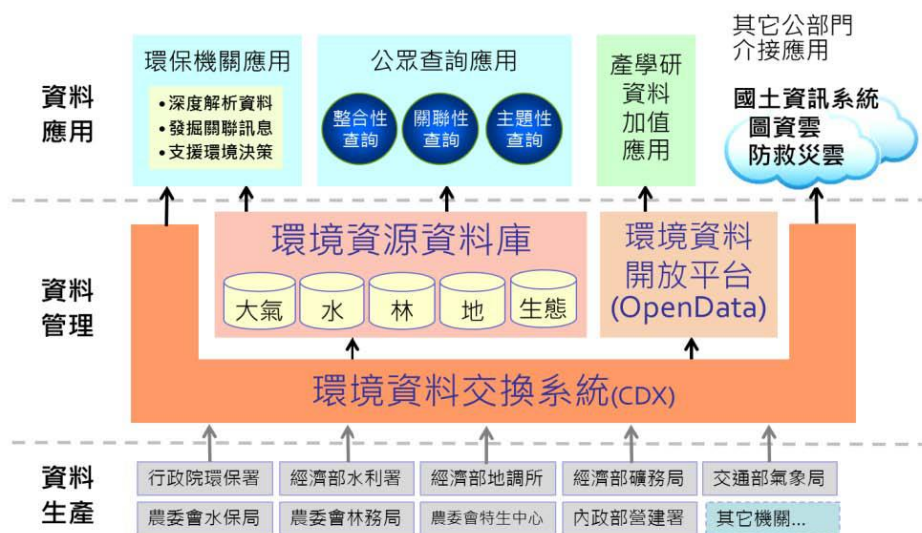 資料
應用
環保機關應用
•深度解析資料
•發掘關聯訊息
•支援環境決策
公眾查詢應用
整合性
查詢
關聯性
查詢
主題性
查詢
產學研
資料
加值
應用
其它公部門
介接應用
國土資訊系統
圖資雲
防救災雲
資料
管理
環境資源資料庫
大氣
水
林
地
生態
環境資料
開放平台
(OpenData)
環境資料交換系統(CDX)
資料
生產
行政院環保署
經濟部水利署
經濟部地調所
經濟部礦務局
交通部氣象局
農委會水保局
農委會林務局
農委會特生中心
內政部營建署
其它機關...